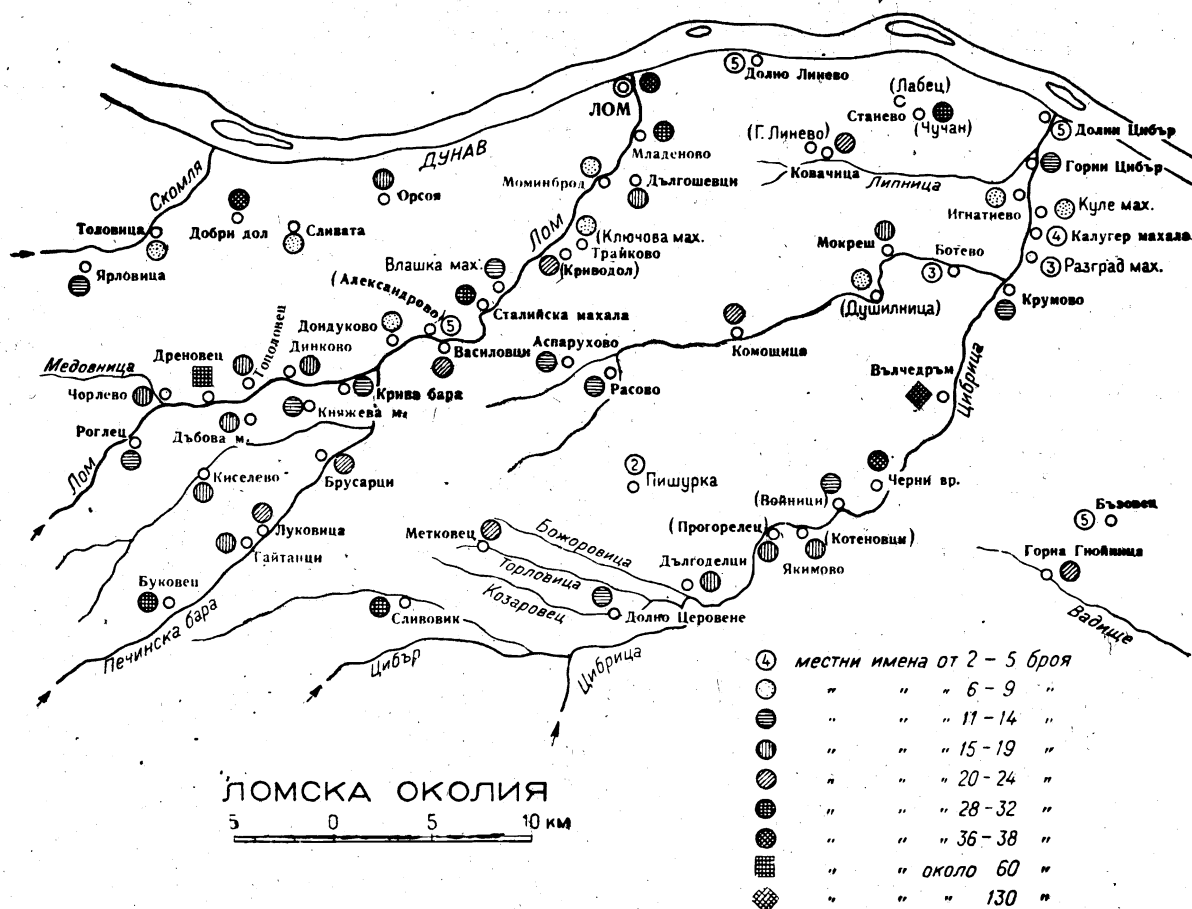 ⑤ Долно Линево
(Лабец)
Станево
(Чучан)
ЛОМ
⑤ Долни Цибър
ДУНАВ
Младеново
(Г. Линево)
Ковачица
Горни Цибър
Скомля
Орсоя
Моминброд
Дългошевци
Липница
Игнатиево
Куле мах.
Толовица
Добри дол
Сливата
Лом
(Ключова мах.
Трайково
(Криводол)
Мокреш
Ботево
④ Калугер махала
③
③ Разград мах.
Ярловица
Влашка мах.
(Александрово)
⑤
Сталийска махала
(Душилница)
Крумово
Дондуково
Василовци
Аспарухово
Комощица
Медовница
Дреновец
Тополовец
Динково
Чорлево
Крива бара
Расово
Вълчедръм
Цибрица
Княжева м.
Роглец
Дъбова м.
Лом
Киселево
Брусарци
②
Пишурка
Черни вр.
(Войници)
Луковица
Гайтанци
Метковец
Божоровица
(Прогорелец)
(Котеновци)
Якимово
⑤ Бъзовец
Горна Гнойница
Буковец
Торловица
Дългоделци
Козаровец
Сливовик
Долно Церовене
Вадище
Печинска бара
Цибър
Цибрица
④ местни имена от 2 – 5 броя
" " " 6 – 9 "
" " " 11 – 14 "
" " " 15 – 19 "
" " " 20 – 24 "
" " " 28 – 32 "
" " " 36 – 38 "
" " около 60 "
" " " 130 "
ЛОМСКА ОКОЛИЯ
5 0 5 10 км